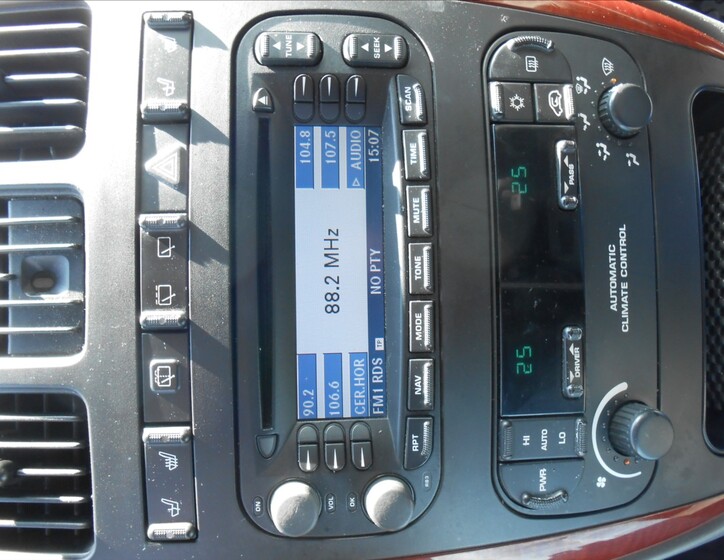 TUNE
SEEK
90.2
104.8
106.6
88.2 MHz
107.5
CER.HOR
AUDIO
FM1 RDS TP NO PTY 15:07
ON
VOL
OK
RPT
NAV
MODE
TONE
MUTE
TIME
SCAN
RB3
PWR
HI
AUTO
LO
25
25
DRIVER
PASS
AUTOMATIC
CLIMATE CONTROL